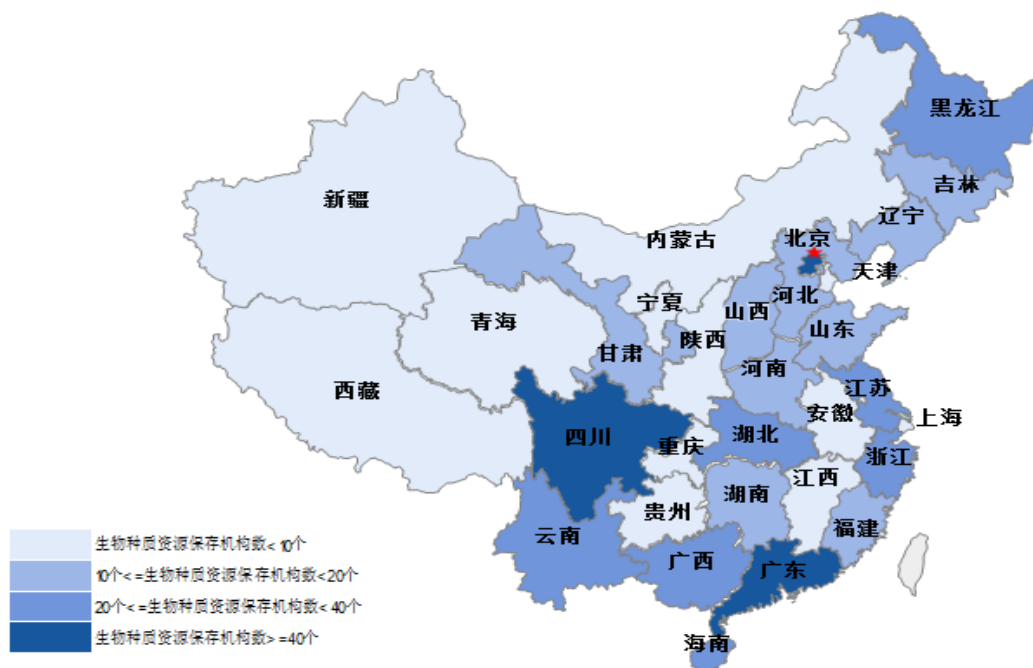 黑龙江
吉林
新疆
辽宁
北京
内蒙古
天津
宁夏
河北
青海
山西
陕西
山东
甘肃
河南
西藏
江苏
安徽
上海
四川
湖北
重庆
浙江
江西
湖南
贵州
福建
云南
广西
广东
海南
生物种质资源保存机构数< 10个
10个< =生物种质资源保存机构数<20个
20个< =生物种质资源保存机构数< 40个
生物种质资源保存机构数> =40个